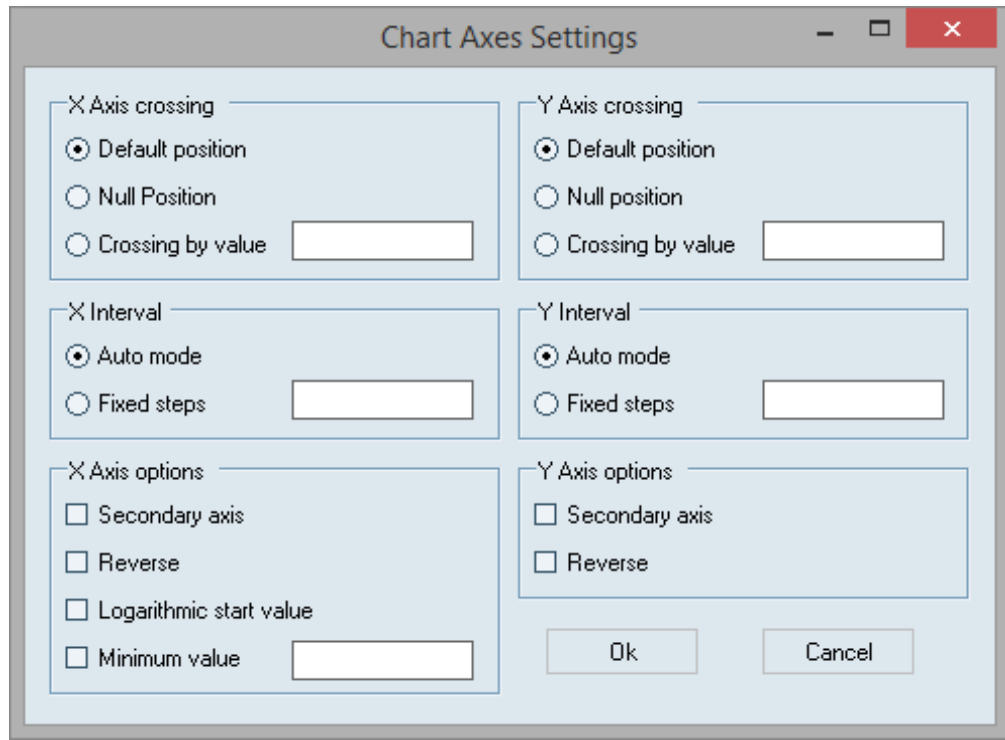 Chart Axes Settings
X Axis crossing
Default position
Null Position
Crossing by value
Y Axis crossing
Default position
Null position
Crossing by value
X Interval
Auto mode
Fixed steps
Y Interval
Auto mode
Fixed steps
X Axis options
Secondary axis
Reverse
Logarithmic start value
Minimum value
Y Axis options
Secondary axis
Reverse
Ok
Cancel